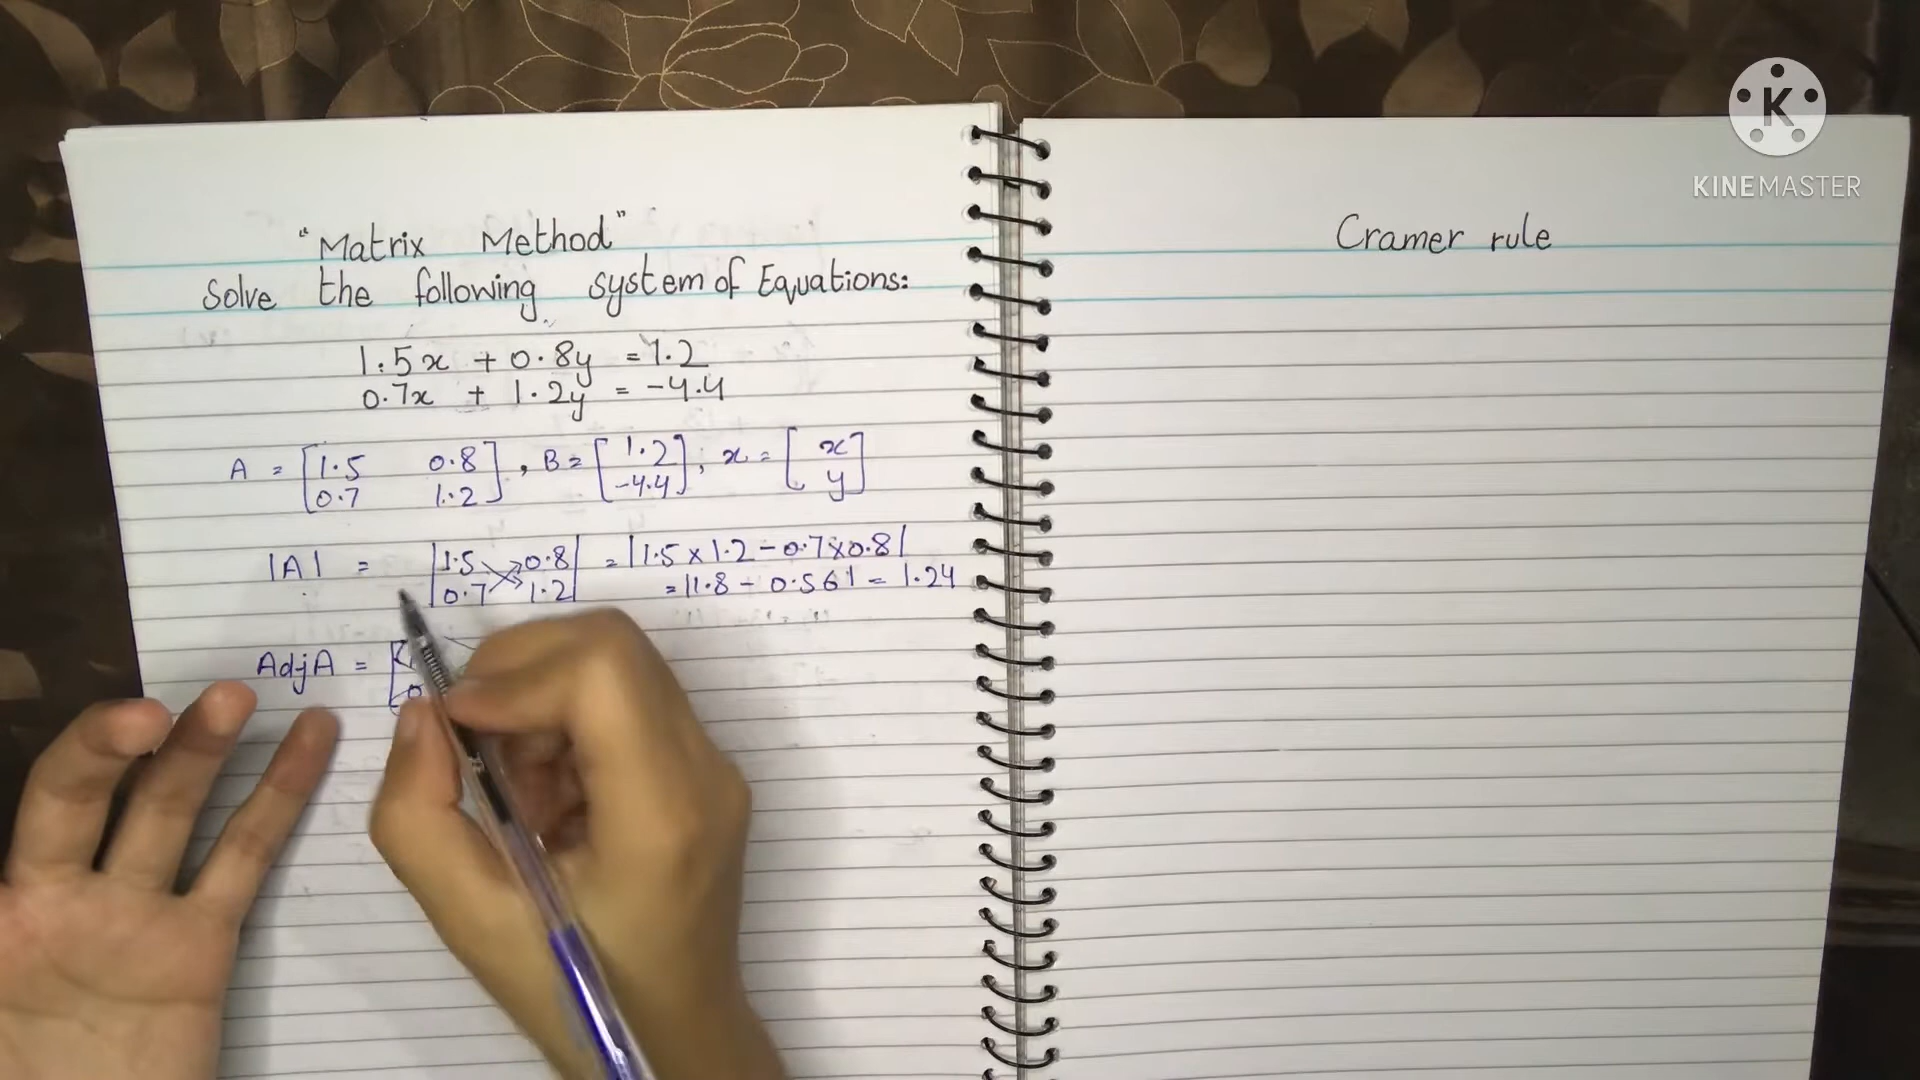 "Matrix Method"
Solve the following system of Equations:
1.5x + 0.8y = 1.2
0.7x + 1.2y = -4.4
A = [1.5 0.8], B = [1.2]; x = [x]
[0.7 1.2] [-4.4] [y]
|A| = |1.5 0.8| = |1.5 x 1.2 - 0.7 x 0.8|
|0.7 1.2| = |1.8 - 0.56| = 1.24
AdjA = [
Cramer rule
K
KINEMASTER